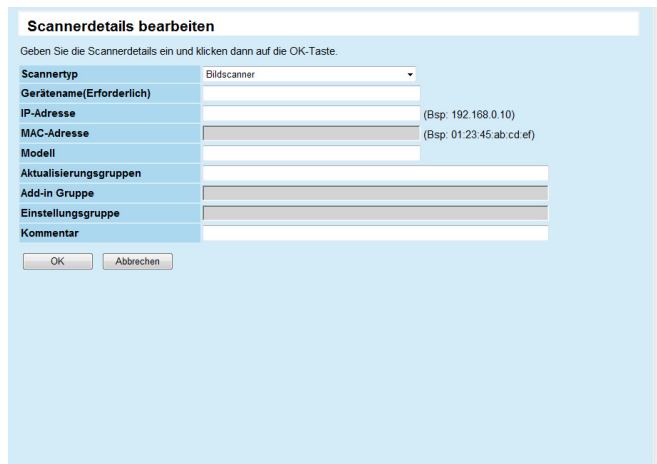 Scannerdetails bearbeiten
Geben Sie die Scannerdetails ein und klicken dann auf die OK-Taste.
Scannertyp Bildscanner
Gerätename(Erforderlich)
IP-Adresse (Bsp: 192.168.0.10)
MAC-Adresse (Bsp: 01:23:45:ab:cd:ef)
Modell
Aktualisierungsgruppen
Add-in Gruppe
Einstellungsgruppe
Kommentar
OK Abbrechen